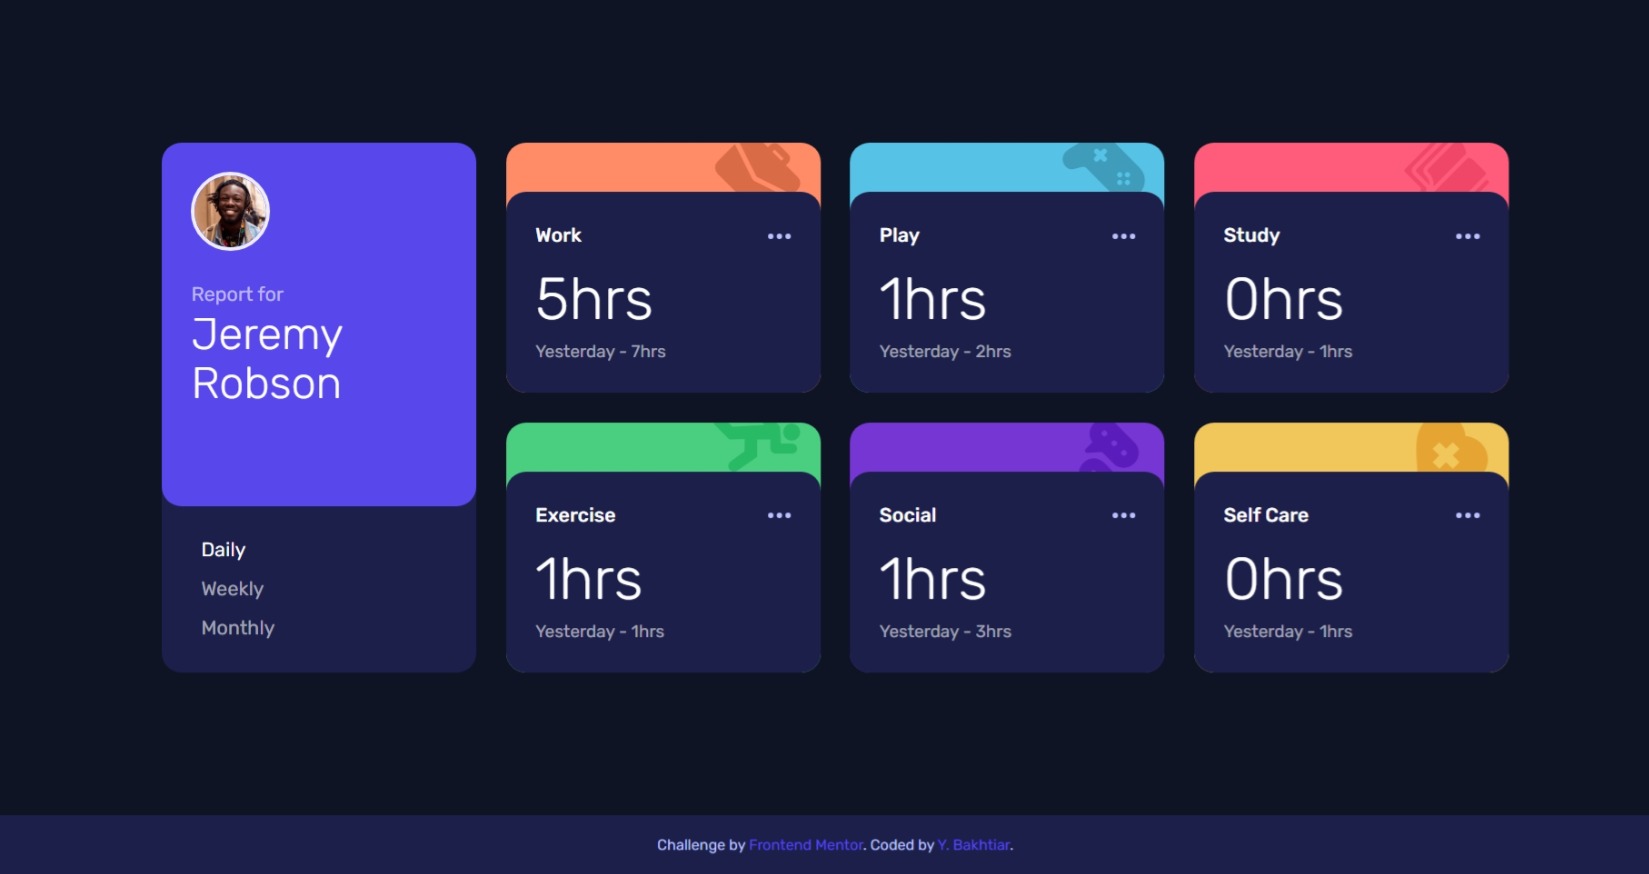 Report for
Jeremy
Robson
Daily
Weekly
Monthly
Work
5hrs
Yesterday - 7hrs
Play
1hrs
Yesterday - 2hrs
Study
0hrs
Yesterday - 1hrs
Exercise
1hrs
Yesterday - 1hrs
Social
1hrs
Yesterday - 3hrs
Self Care
0hrs
Yesterday - 1hrs
Challenge by Frontend Mentor. Coded by Y. Bakhtiar.